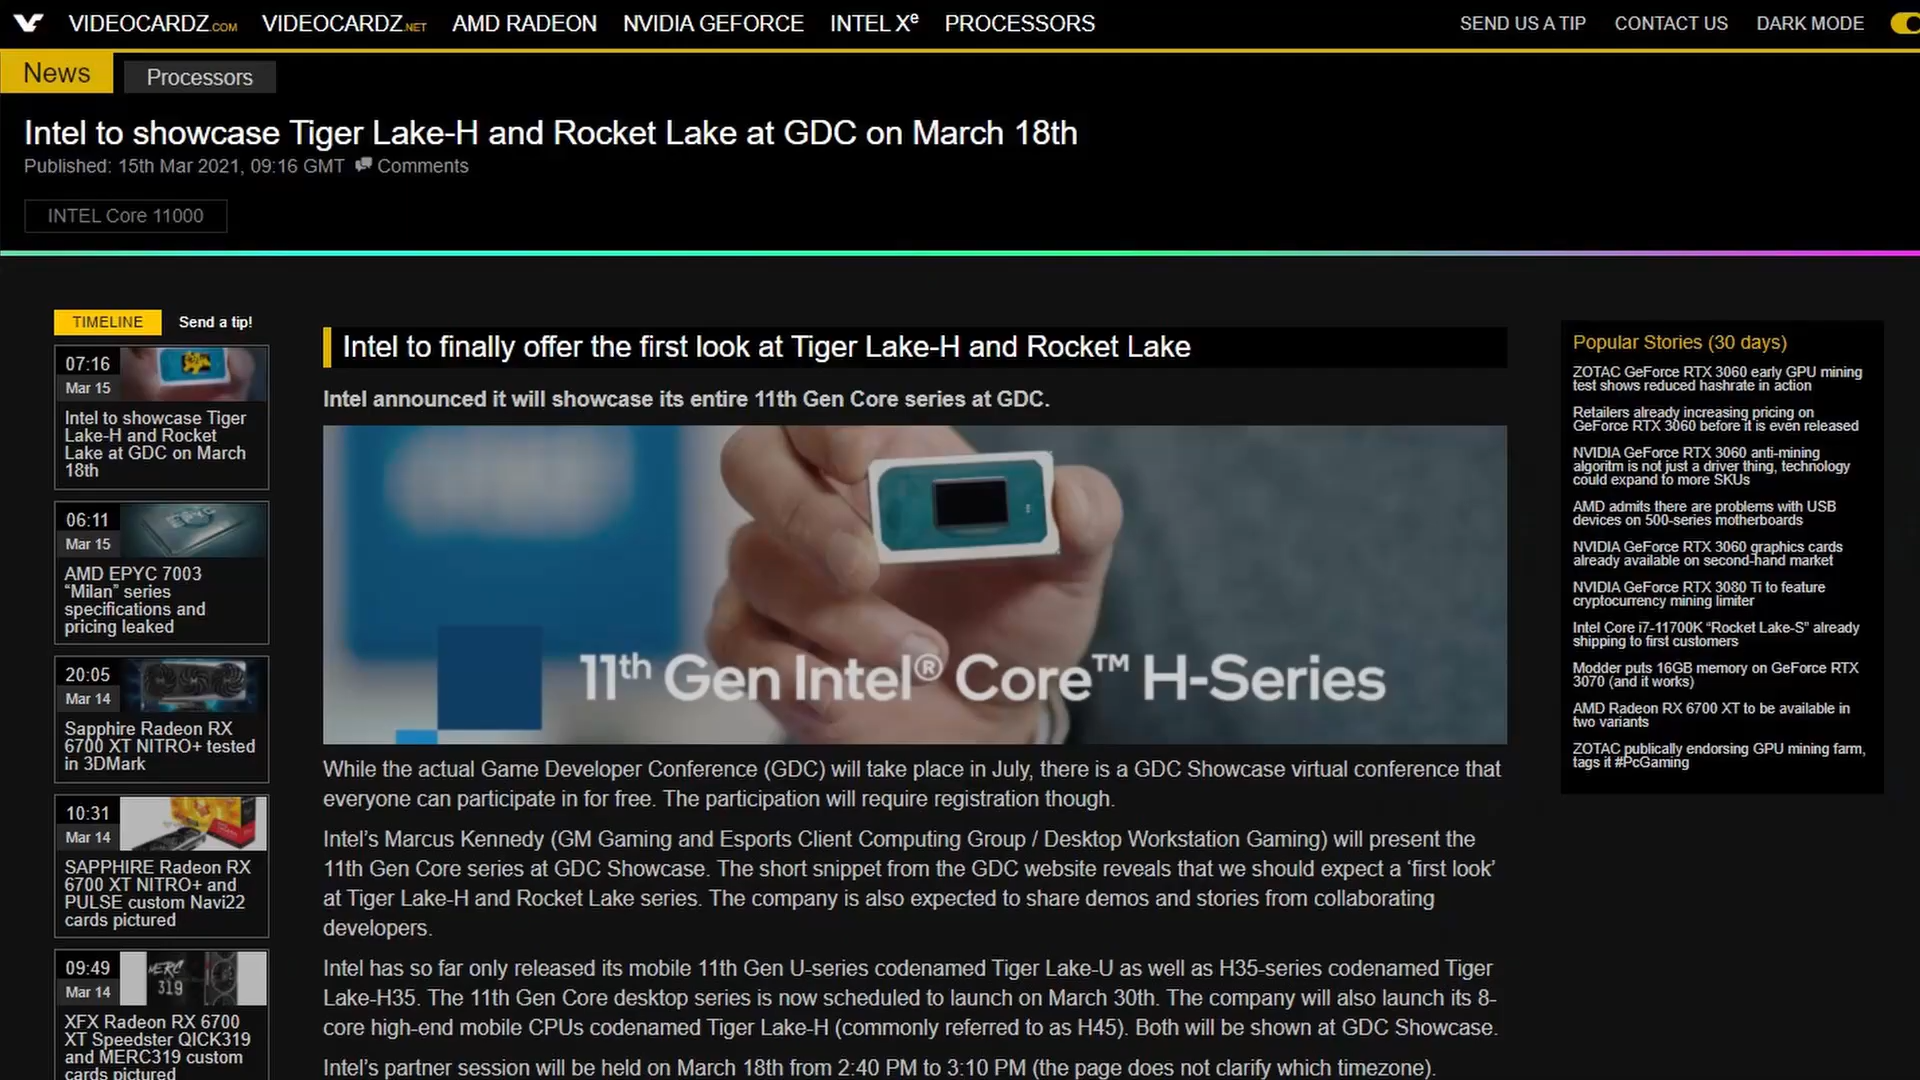 VIDEOCARDZ.COM VIDEOCARDZ.NET AMD RADEON NVIDIA GEFORCE INTEL Xe PROCESSORS SEND US A TIP CONTACT US DARK MODE
News Processors
Intel to showcase Tiger Lake-H and Rocket Lake at GDC on March 18th
Published: 15th Mar 2021, 09:16 GMT Comments
INTEL Core 11000
TIMELINE Send a tip!
07:16
Mar 15
Intel to showcase Tiger
Lake-H and Rocket
Lake at GDC on March
18th
06:11
Mar 15
AMD EPYC 7003
“Milan” series
specifications and
pricing leaked
20:05
Mar 14
Sapphire Radeon RX
6700 XT NITRO+ tested
in 3DMark
10:31
Mar 14
SAPPHIRE Radeon RX
6700 XT NITRO+ and
PULSE custom Navi22
cards pictured
09:49
Mar 14
MERC
319
XFX Radeon RX 6700
XT Speedster QICK319
and MERC319 custom
cards pictured
Intel to finally offer the first look at Tiger Lake-H and Rocket Lake
Intel announced it will showcase its entire 11th Gen Core series at GDC.
11th Gen Intel® Core™ H-Series
While the actual Game Developer Conference (GDC) will take place in July, there is a GDC Showcase virtual conference that
everyone can participate in for free. The participation will require registration though.
Intel’s Marcus Kennedy (GM Gaming and Esports Client Computing Group / Desktop Workstation Gaming) will present the
11th Gen Core series at GDC Showcase. The short snippet from the GDC website reveals that we should expect a ‘first look’
at Tiger Lake-H and Rocket Lake series. The company is also expected to share demos and stories from collaborating
developers.
Intel has so far only released its mobile 11th Gen U-series codenamed Tiger Lake-U as well as H35-series codenamed Tiger
Lake-H35. The 11th Gen Core desktop series is now scheduled to launch on March 30th. The company will also launch its 8-
core high-end mobile CPUs codenamed Tiger Lake-H (commonly referred to as H45). Both will be shown at GDC Showcase.
Intel’s partner session will be held on March 18th from 2:40 PM to 3:10 PM (the page does not clarify which timezone).
Popular Stories (30 days)
ZOTAC GeForce RTX 3060 early GPU mining
test shows reduced hashrate in action
Retailers already increasing pricing on
GeForce RTX 3060 before it is even released
NVIDIA GeForce RTX 3060 anti-mining
algoritm is not just a driver thing, technology
could expand to more SKUs
AMD admits there are problems with USB
devices on 500-series motherboards
NVIDIA GeForce RTX 3060 graphics cards
already available on second-hand market
NVIDIA GeForce RTX 3080 Ti to feature
cryptocurrency mining limiter
Intel Core i7-11700K “Rocket Lake-S” already
shipping to first customers
Modder puts 16GB memory on GeForce RTX
3070 (and it works)
AMD Radeon RX 6700 XT to be available in
two variants
ZOTAC publically endorsing GPU mining farm,
tags it #PcGaming